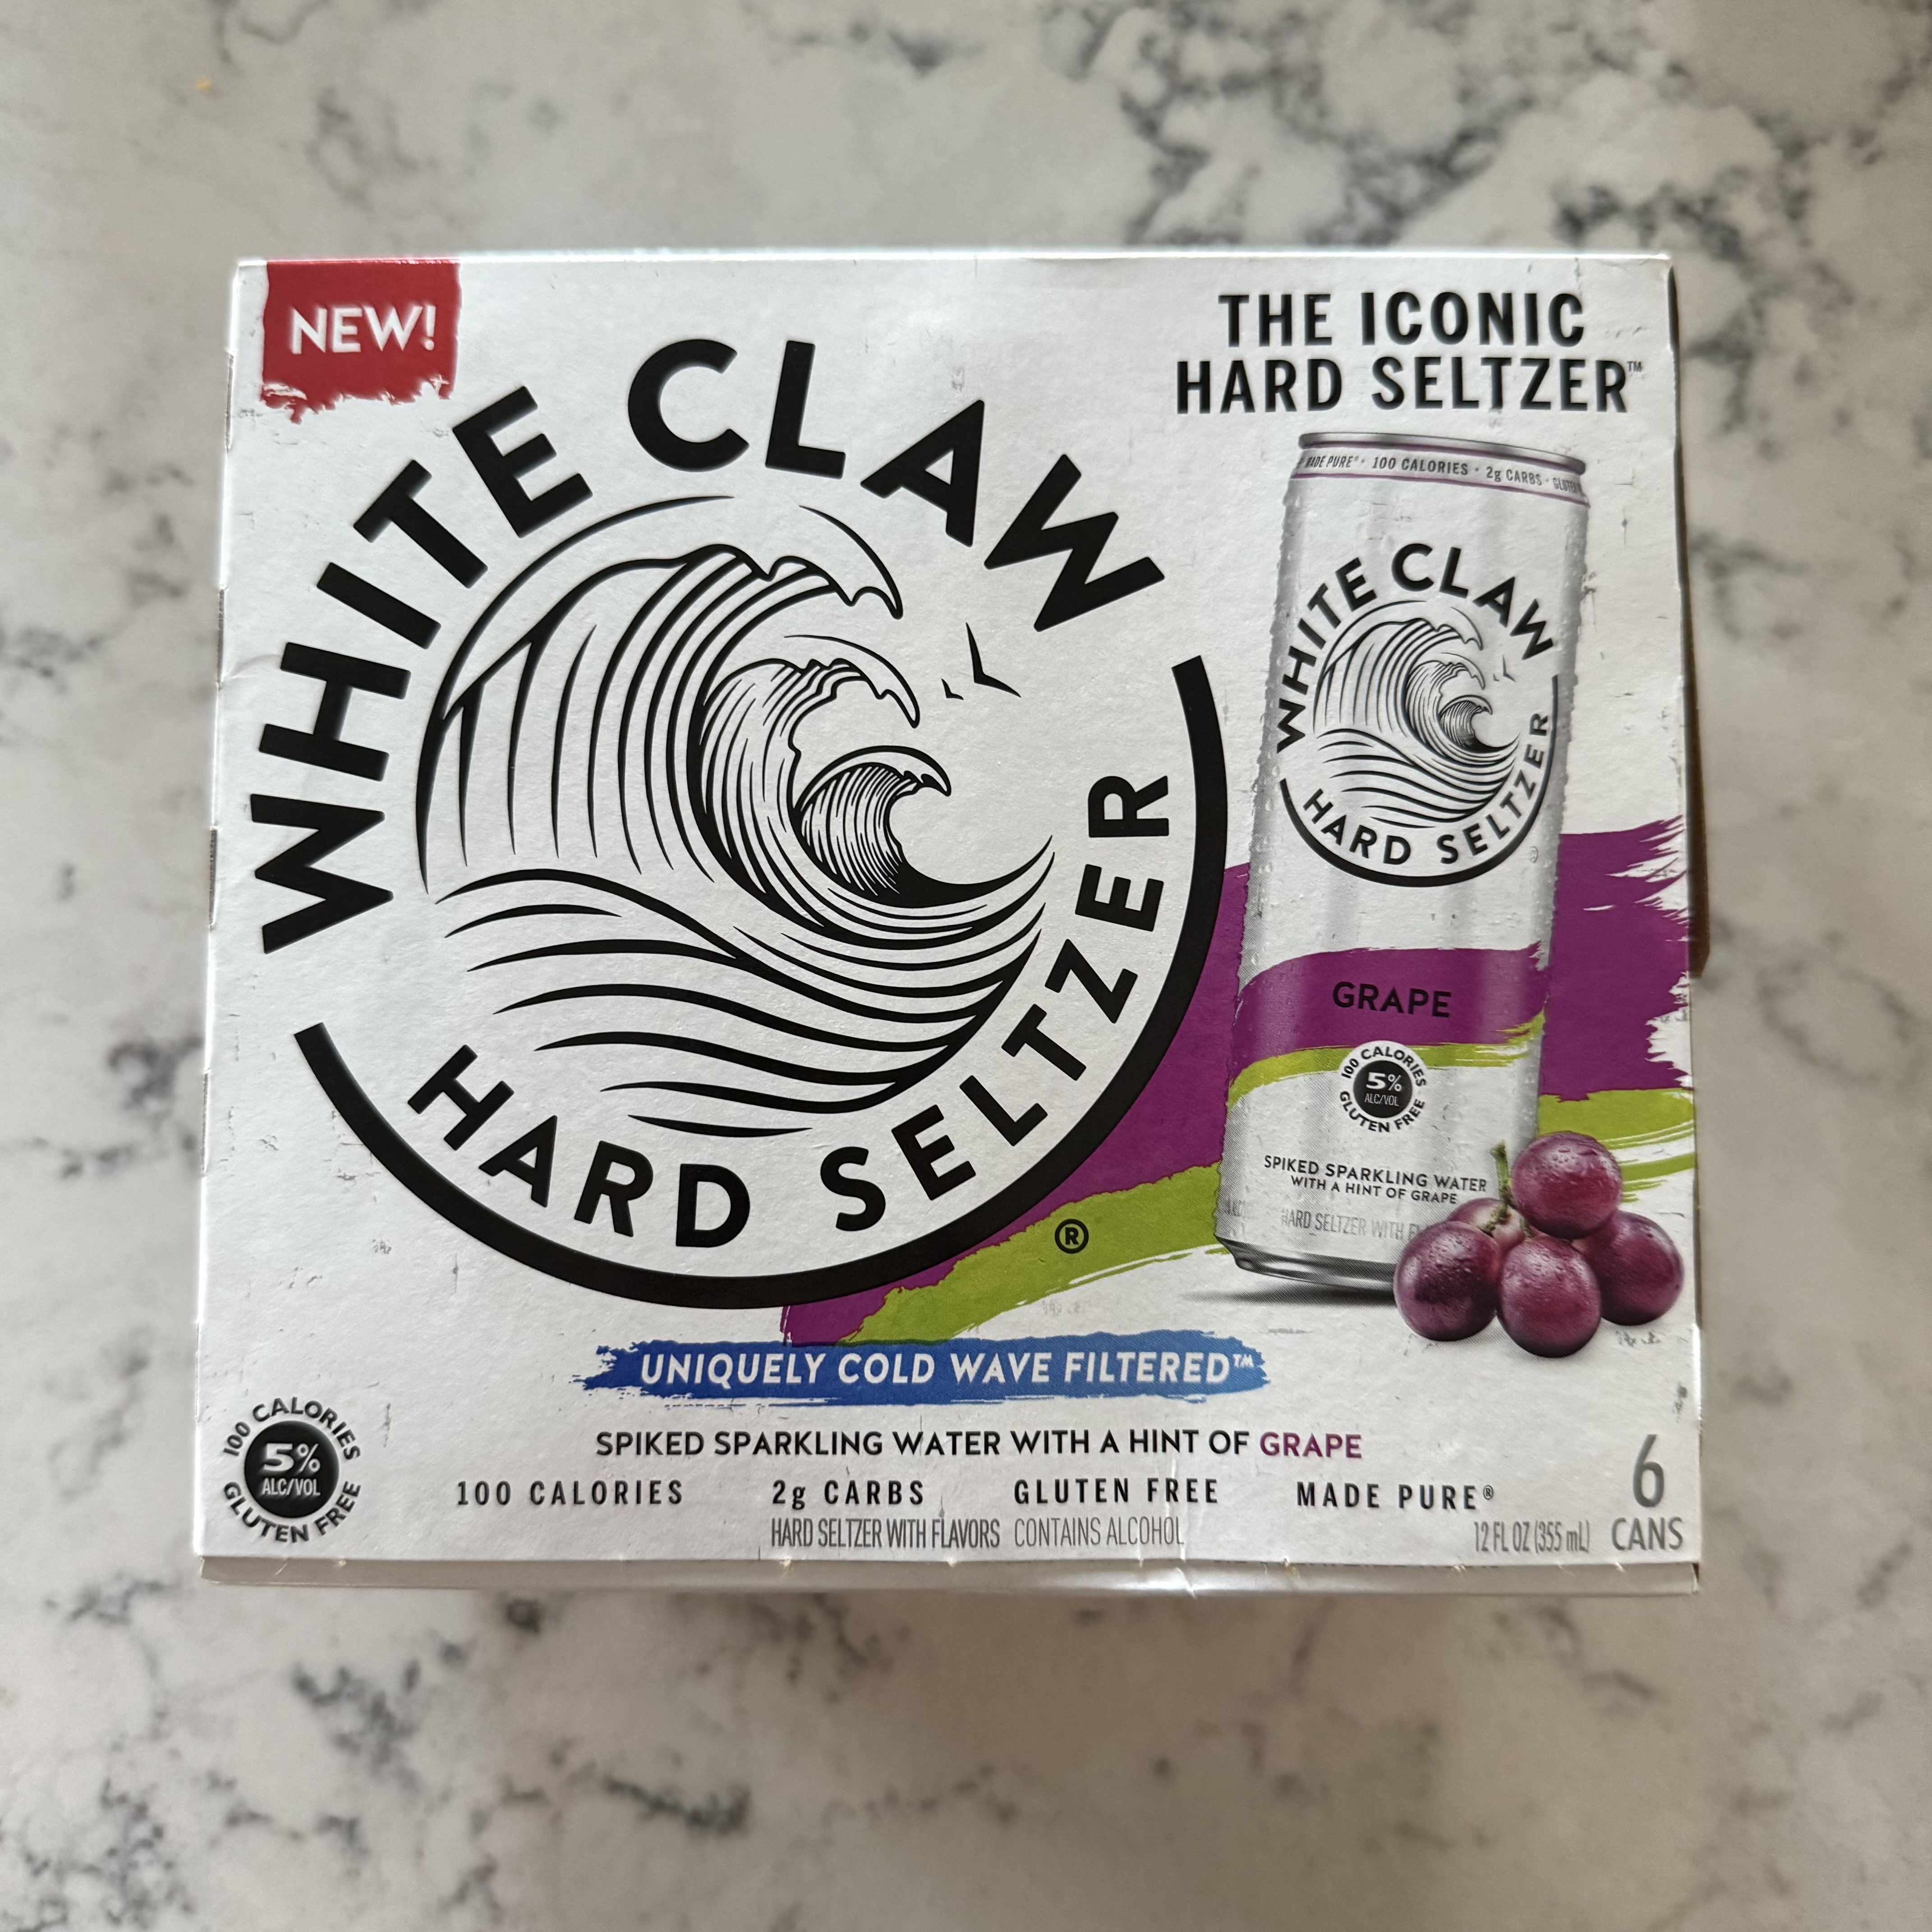 NEW!
THE ICONIC
HARD SELTZER™
WHITE CLAW
HARD SELTZER
®
MADE PURE® · 100 CALORIES · 2g CARBS ·
WHITE CLAW
HARD SELTZER
®
GRAPE
100 CALORIES
5%
ALC/VOL
GLUTEN FREE
SPIKED SPARKLING WATER
WITH A HINT OF GRAPE
HARD SELTZER WITH
UNIQUELY COLD WAVE FILTERED™
100 CALORIES
5%
ALC/VOL
GLUTEN FREE
SPIKED SPARKLING WATER WITH A HINT OF GRAPE
100 CALORIES 2g CARBS GLUTEN FREE MADE PURE®
HARD SELTZER WITH FLAVORS CONTAINS ALCOHOL
12 FL OZ (355 mL)
6
CANS